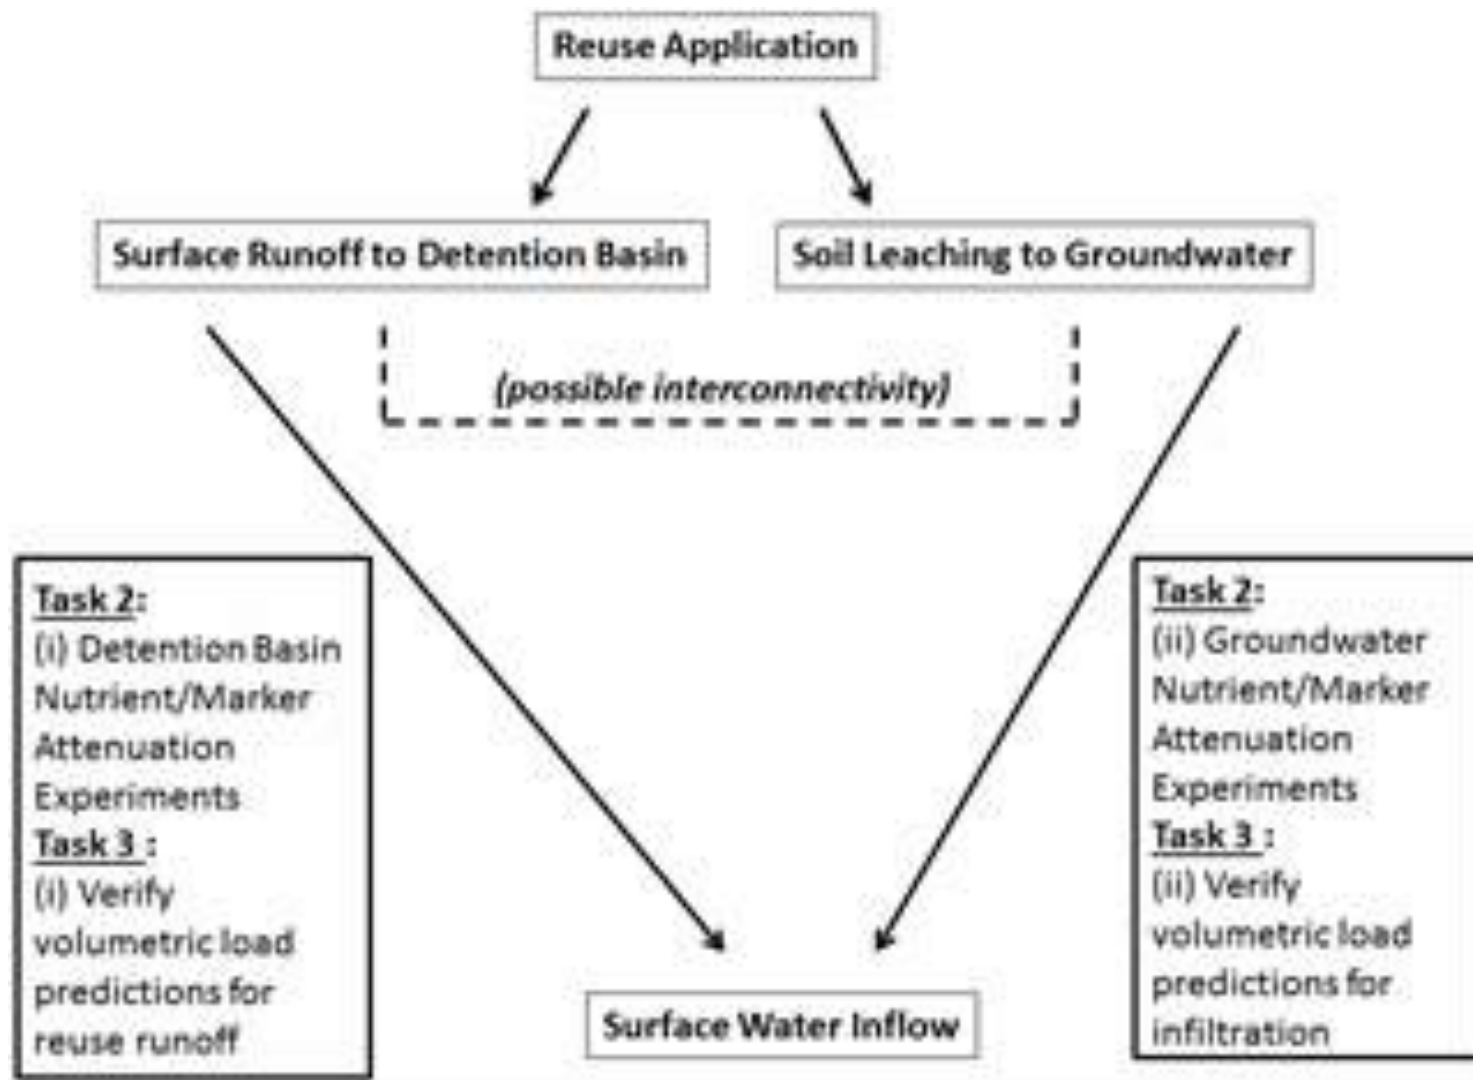 Reuse Application
Surface Runoff to Detention Basin
Soil Leaching to Groundwater
(possible interconnectivity)
Task 2:
(i) Detention Basin
Nutrient/Marker
Attenuation
Experiments
Task 3 :
(i) Verify
volumetric load
predictions for
reuse runoff
Task 2:
(ii) Groundwater
Nutrient/Marker
Attenuation
Experiments
Task 3 :
(ii) Verify
volumetric load
predictions for
infiltration
Surface Water Inflow